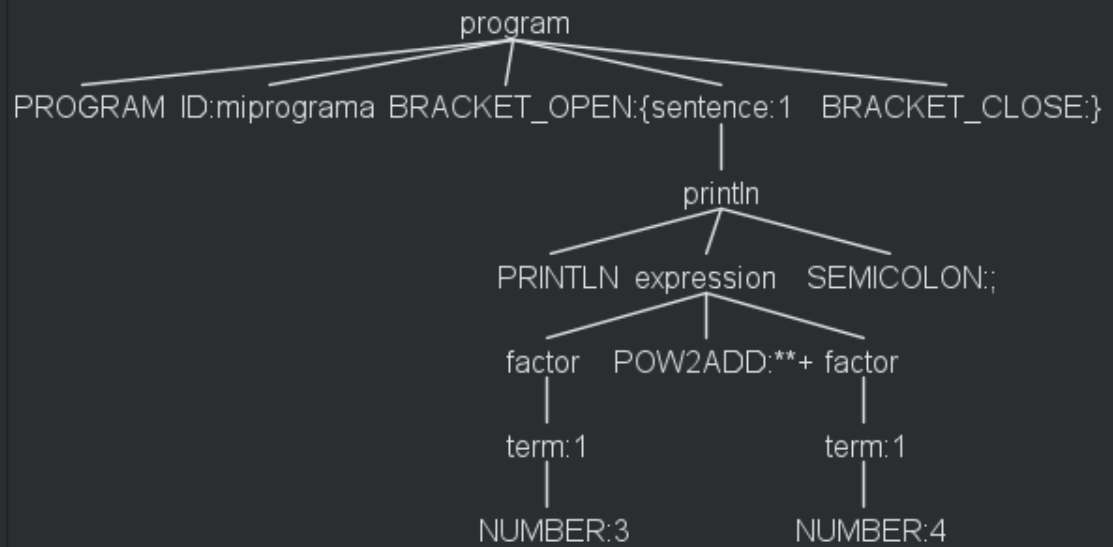 program
PROGRAM ID:miprograma BRACKET_OPEN:{sentence:1 BRACKET_CLOSE:}
println
PRINTLN expression SEMICOLON:;
factor POW2ADD:**+ factor
term:1 term:1
NUMBER:3 NUMBER:4